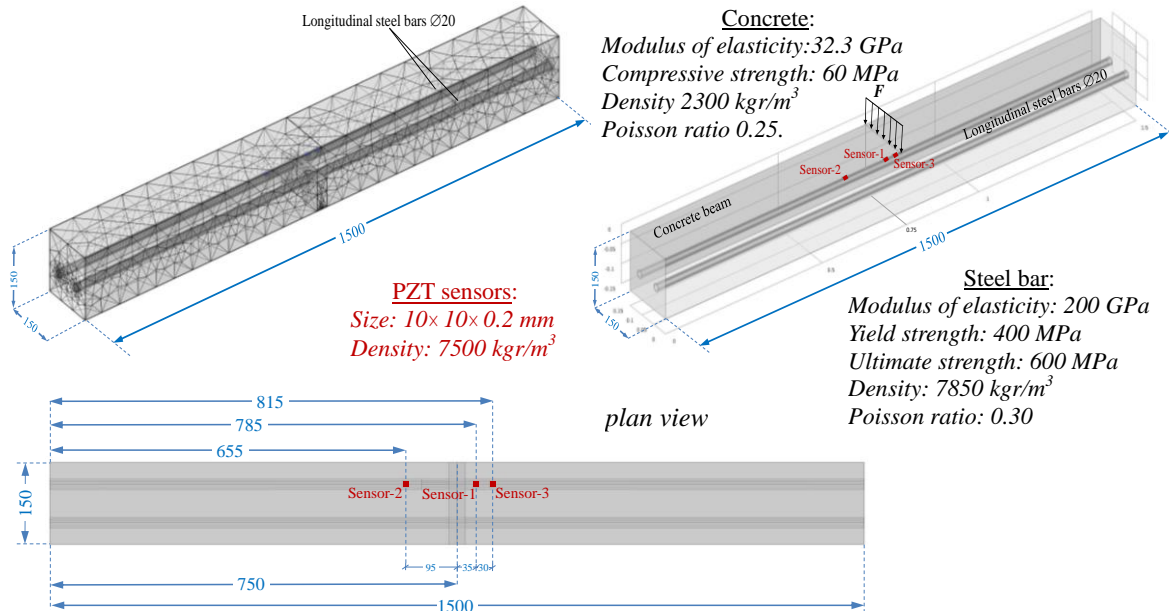 Longitudinal steel bars ∅20
1500
150
150
PZT sensors:
Size: 10× 10× 0.2 mm
Density: 7500 kgr/m³
Concrete:
Modulus of elasticity:32.3 GPa
Compressive strength: 60 MPa
Density 2300 kgr/m³
Poisson ratio 0.25.
F
Longitudinal steel bars ∅20
Sensor-1
Sensor-3
Sensor-2
Concrete beam
0.75
1
1500
150
150
Steel bar:
Modulus of elasticity: 200 GPa
Yield strength: 400 MPa
Ultimate strength: 600 MPa
Density: 7850 kgr/m³
Poisson ratio: 0.30
plan view
815
785
655
150
Sensor-2
Sensor-1
Sensor-3
95
35
30
750
1500